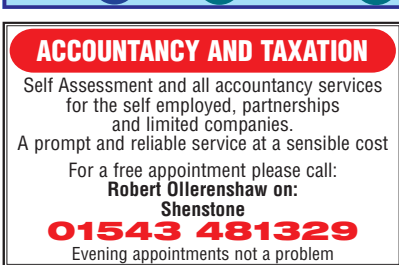 ACCOUNTANCY AND TAXATION
Self Assessment and all accountancy services
for the self employed, partnerships
and limited companies.
A prompt and reliable service at a sensible cost
For a free appointment please call:
Robert Ollerenshaw on:
Shenstone
01543 481329
Evening appointments not a problem